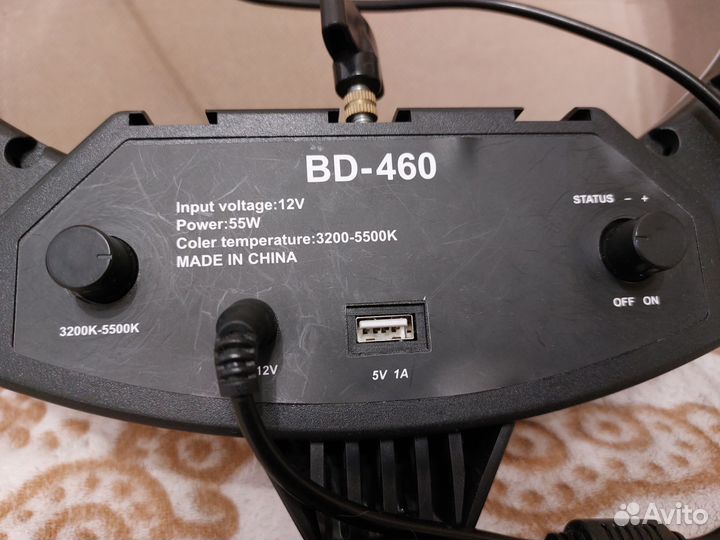 BD-460
Input voltage:12V
Power:55W
Coler temperature:3200-5500K
MADE IN CHINA
STATUS - +
OFF ON
3200K-5500K
12V
5V 1A
Avito